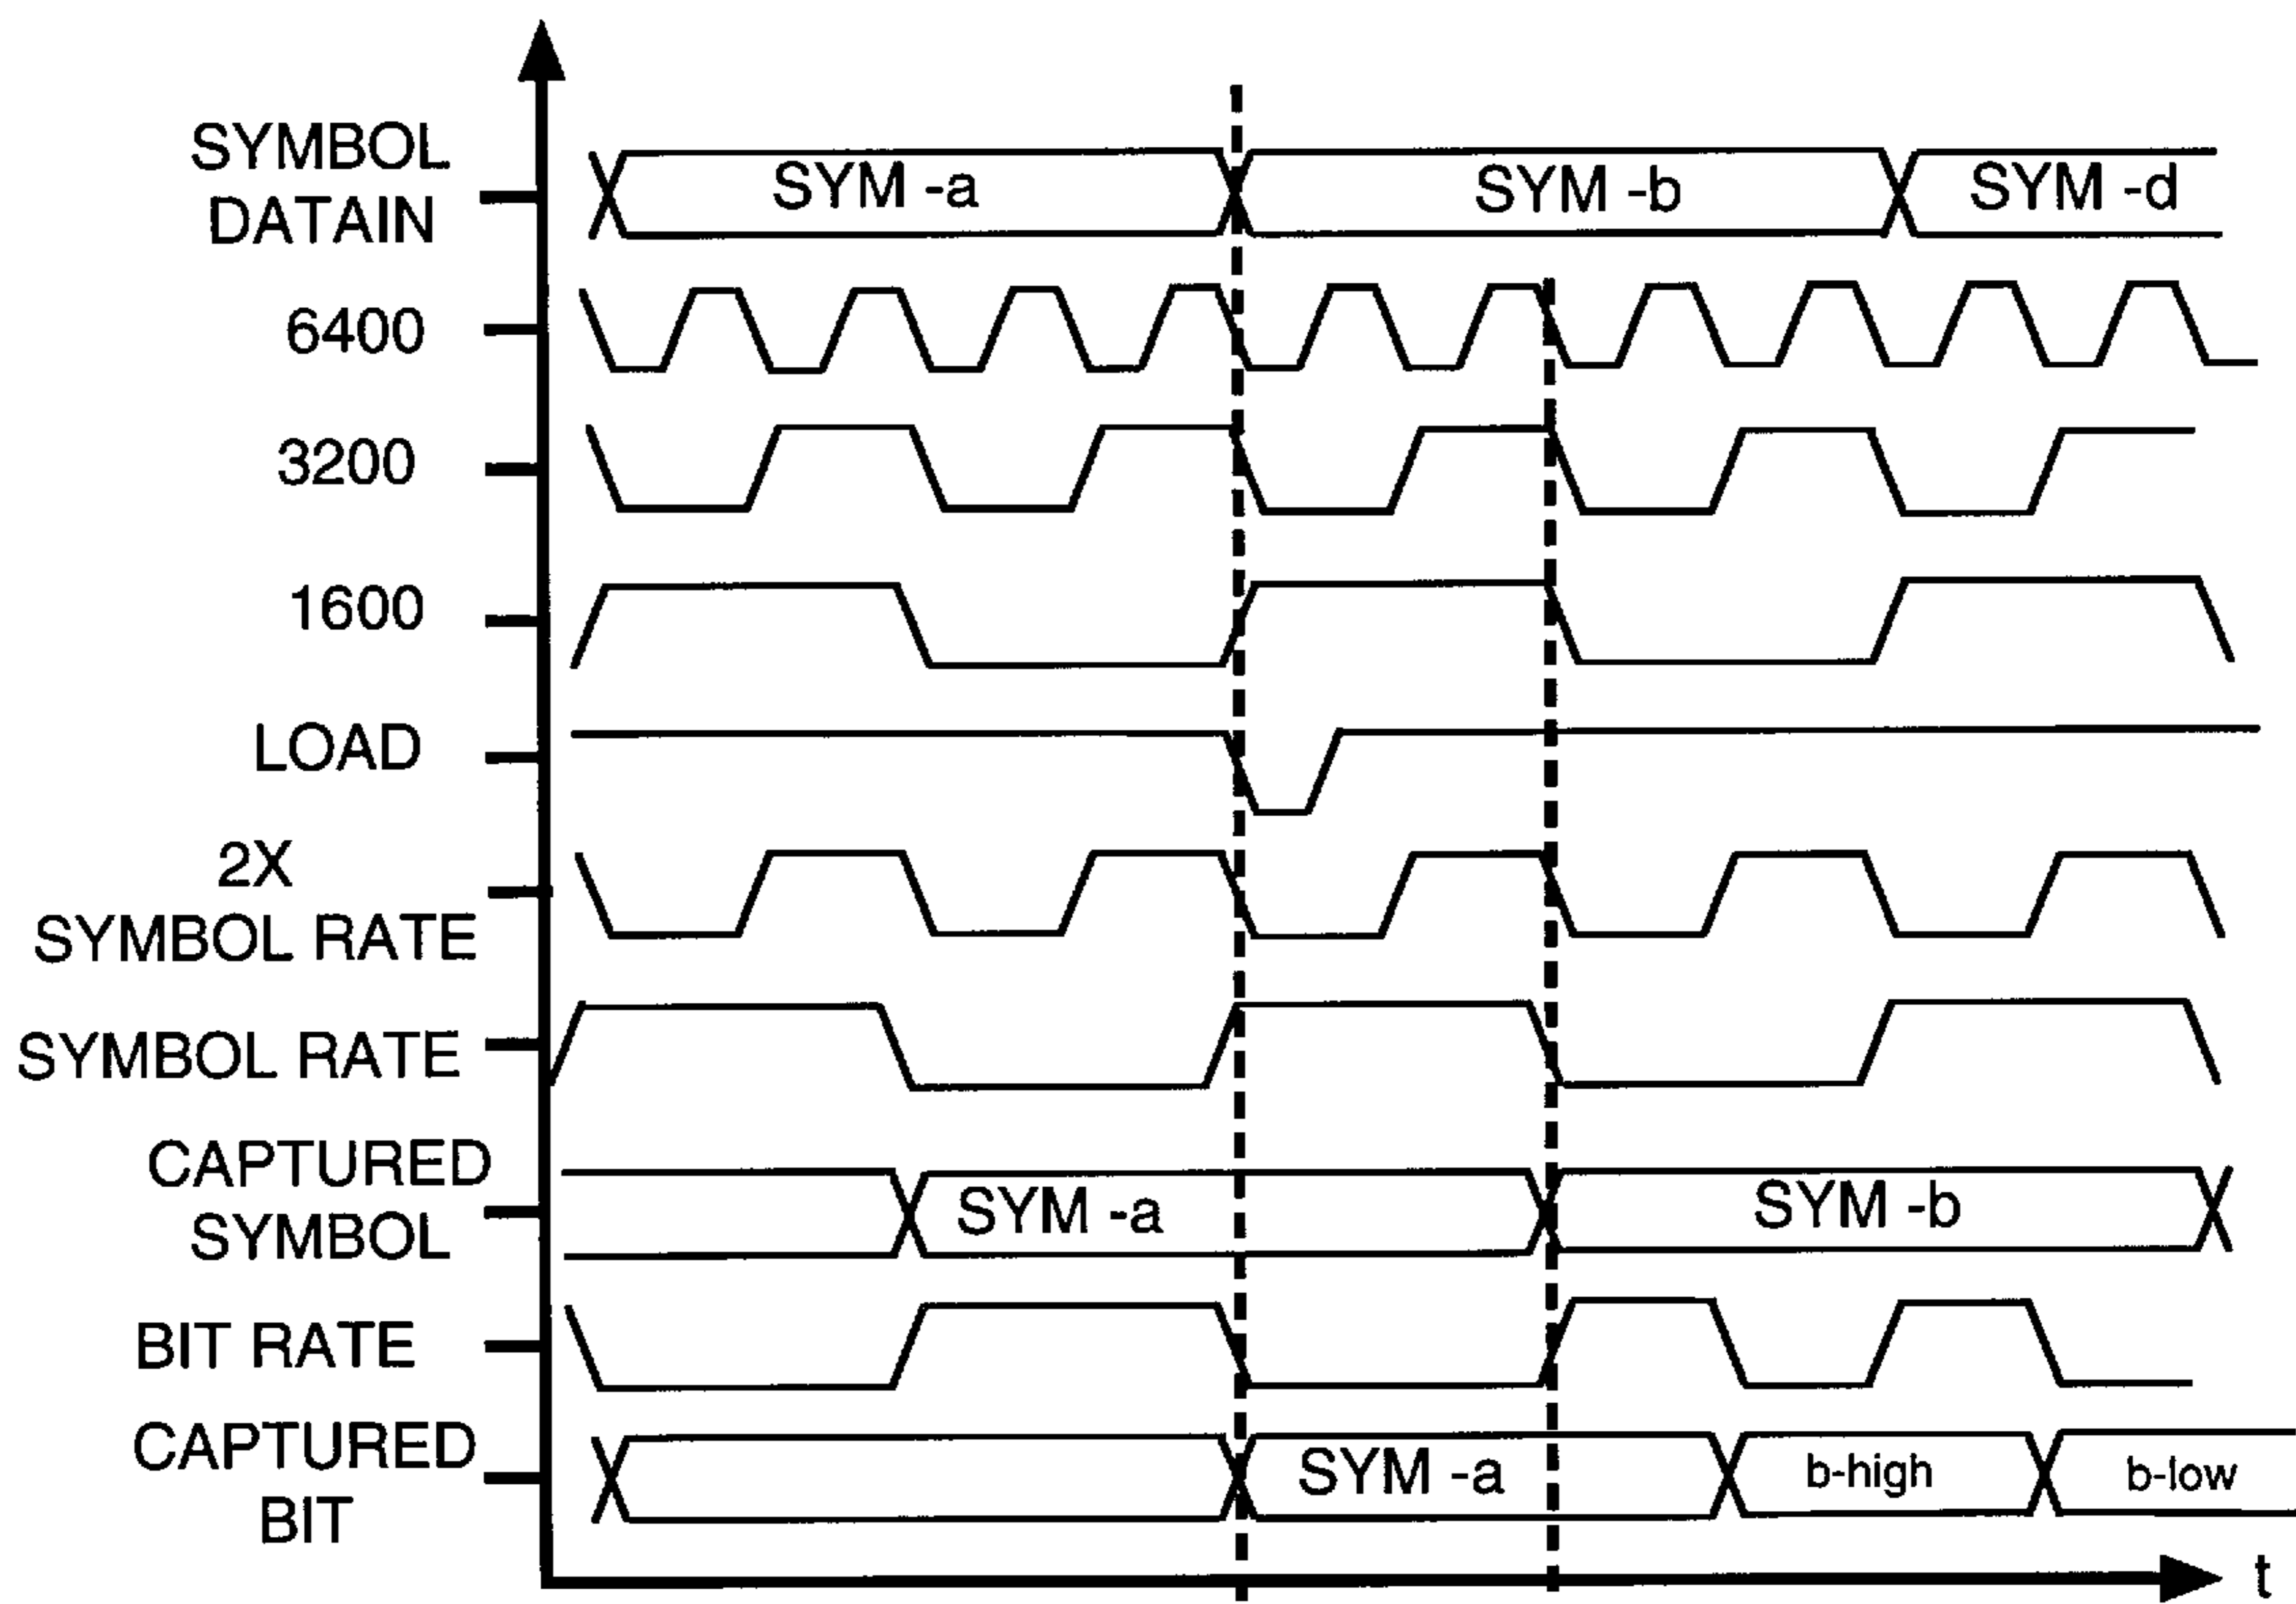 SYMBOL
DATAIN
SYM -a
SYM -b
SYM -d
6400
3200
1600
LOAD
2X
SYMBOL RATE
SYMBOL RATE
CAPTURED
SYMBOL
SYM -a
SYM -b
BIT RATE
CAPTURED
BIT
SYM -a
b-high
b-low
t